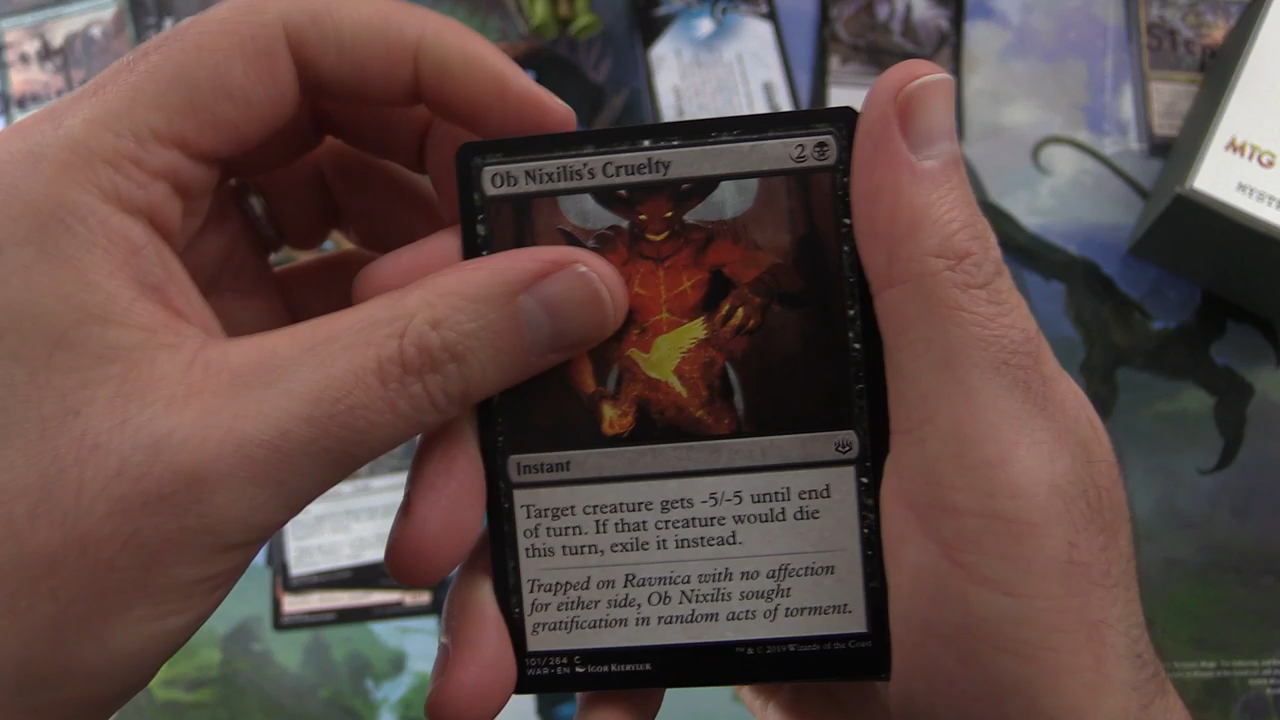 Ob Nixilis's Cruelty 2
Instant
Target creature gets -5/-5 until end
of turn. If that creature would die
this turn, exile it instead.
Trapped on Ravnica with no affection
for either side, Ob Nixilis sought
gratification in random acts of torment.
101/264 C
WAR • EN IGOR KIERYLUK
™ & © 2019 Wizards of the Coast
MTG